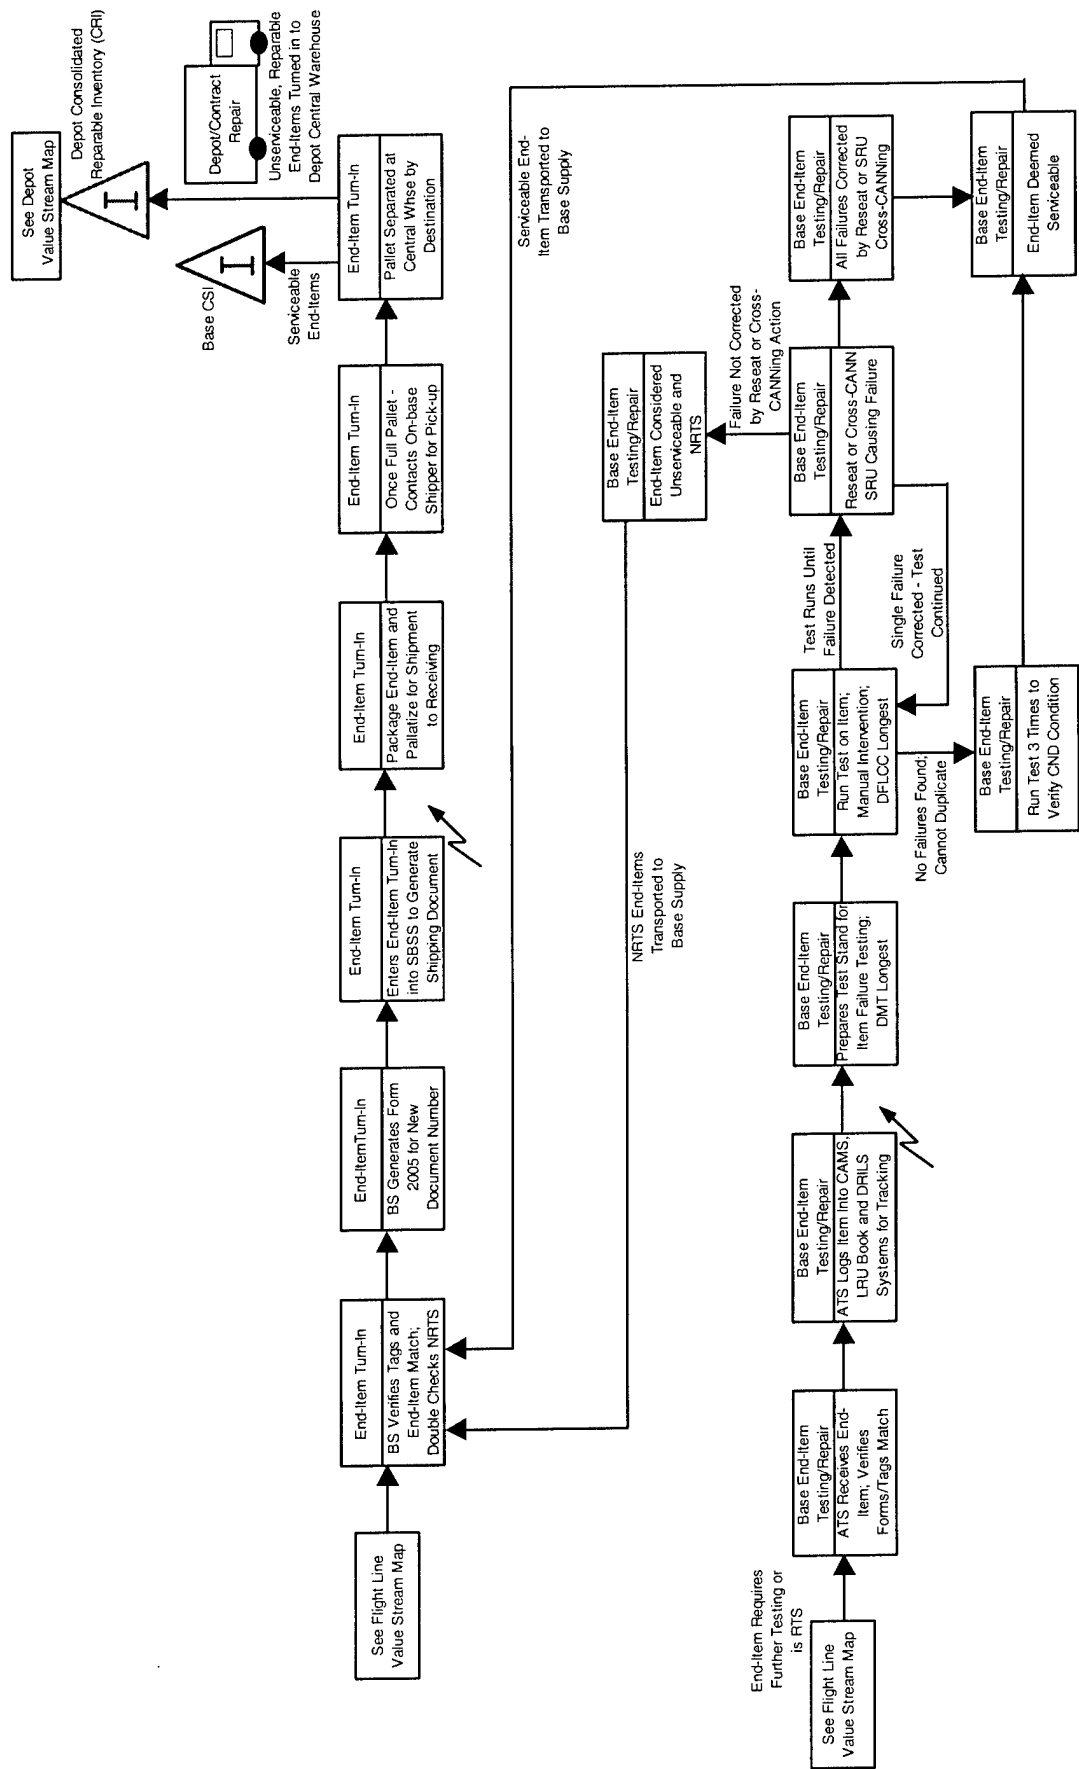 See Flight Line
Value Stream Map
End-Item Turn-In
BS Verifies Tags and
End-Item Match;
Double Checks NRTS
End-ItemTurn-In
BS Generates Form
2005 for New
Document Number
End-Item Turn-In
Enters End-Item Turn-In
into SBSS to Generate
Shipping Document
End-Item Turn-In
Package End-Item and
Pallatize for Shipment
to Receiving
End-Item Turn-In
Once Full Pallet -
Contacts On-base
Shipper for Pick-up
End-Item Turn-In
Pallet Separated at
Central Whse by
Destination
Serviceable
End-Items
Base CSI
I
I
See Depot
Value Stream Map
Depot Consolidated
Reparable Inventory (CRI)
Depot/Contract
Repair
Unserviceable, Reparable
End-Items Turned in to
Depot Central Warehouse
Serviceable End-
Item Transported to
Base Supply
NRTS End-Items
Transported to
Base Supply
Base End-Item
Testing/Repair
End-Item Considered
Unserviceable and
NRTS
Failure Not Corrected
by Reseat or Cross-
CANNing Action
End-Item Requires
Further Testing or
is RTS
See Flight Line
Value Stream Map
Base End-Item
Testing/Repair
ATS Receives End-
Item; Verifies
Forms/Tags Match
Base End-Item
Testing/Repair
ATS Logs Item Into CAMS,
LRU Book and DRILS
Systems for Tracking
Base End-Item
Testing/Repair
Prepares Test Stand for
Item Failure Testing;
DMT Longest
Base End-Item
Testing/Repair
Run Test on Item;
Manual Intervention;
DFLCC Longest
Test Runs Until
Failure Detected
Base End-Item
Testing/Repair
Reseat or Cross-CANN
SRU Causing Failure
Base End-Item
Testing/Repair
All Failures Corrected
by Reseat or SRU
Cross-CANNing
Single Failure
Corrected - Test
Continued
No Failures Found;
Cannot Duplicate
Base End-Item
Testing/Repair
Run Test 3 Times to
Verify CND Condition
Base End-Item
Testing/Repair
End-Item Deemed
Serviceable